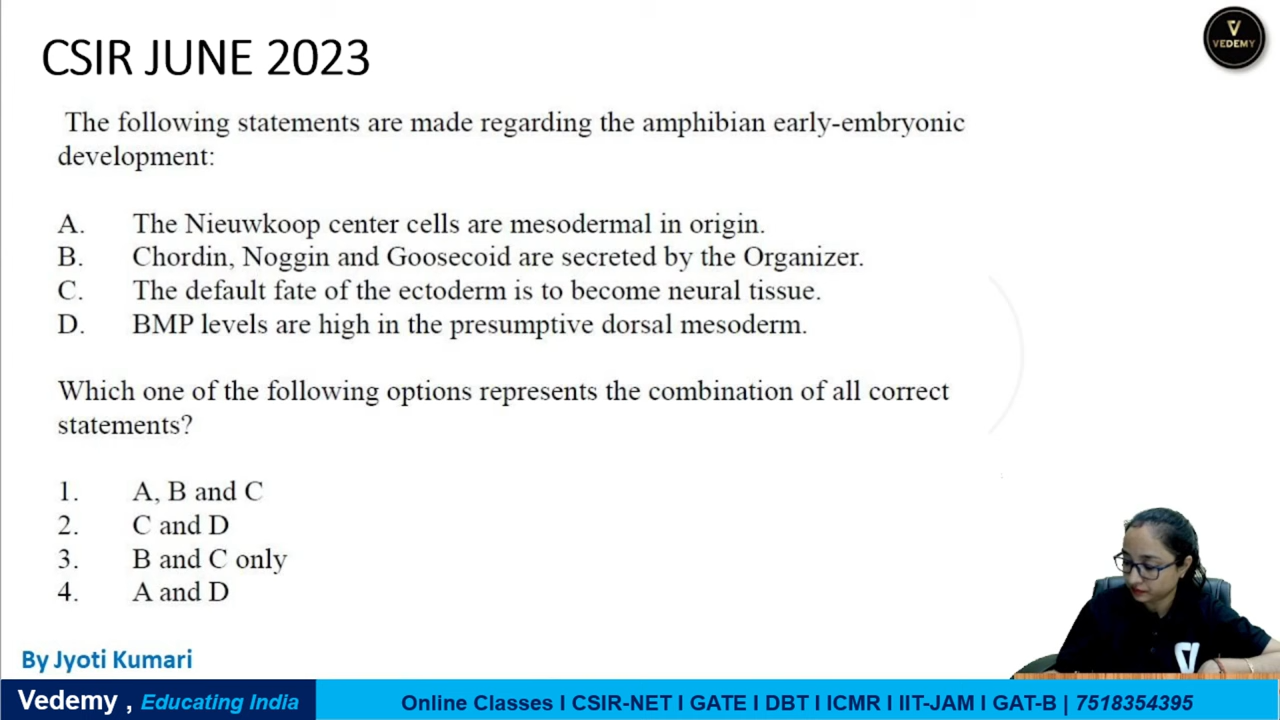 CSIR JUNE 2023
VEDEMY
The following statements are made regarding the amphibian early-embryonic
development:
A. The Nieuwkoop center cells are mesodermal in origin.
B. Chordin, Noggin and Goosecoid are secreted by the Organizer.
C. The default fate of the ectoderm is to become neural tissue.
D. BMP levels are high in the presumptive dorsal mesoderm.
Which one of the following options represents the combination of all correct
statements?
1. A, B and C
2. C and D
3. B and C only
4. A and D
By Jyoti Kumari
Vedemy , Educating India
Online Classes I CSIR-NET I GATE I DBT I ICMR I IIT-JAM I GAT-B | 7518354395